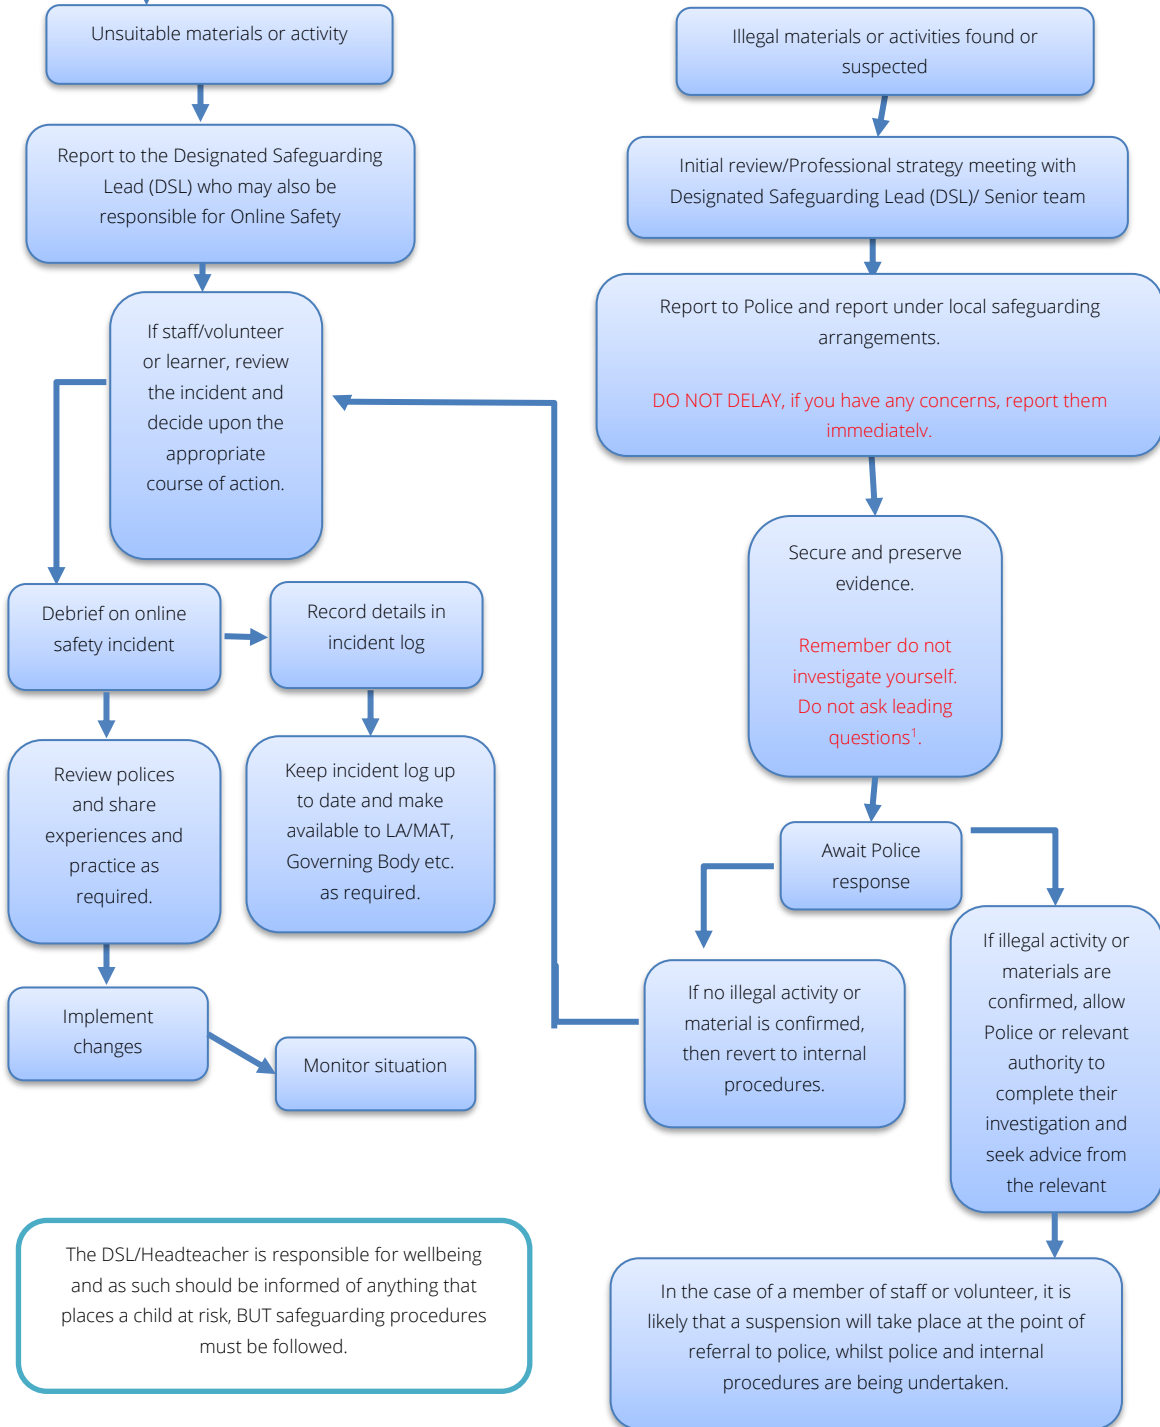 Unsuitable materials or activity
Report to the Designated Safeguarding
Lead (DSL) who may also be
responsible for Online Safety
If staff/volunteer
or learner, review
the incident and
decide upon the
appropriate
course of action.
Debrief on online
safety incident
Record details in
incident log
Review polices
and share
experiences and
practice as
required.
Keep incident log up
to date and make
available to LA/MAT,
Governing Body etc.
as required.
Implement
changes
Monitor situation
The DSL/Headteacher is responsible for wellbeing
and as such should be informed of anything that
places a child at risk, BUT safeguarding procedures
must be followed.
Illegal materials or activities found or
suspected
Initial review/Professional strategy meeting with
Designated Safeguarding Lead (DSL)/ Senior team
Report to Police and report under local safeguarding
arrangements.
DO NOT DELAY, if you have any concerns, report them
immediately.
Secure and preserve
evidence.
Remember do not
investigate yourself.
Do not ask leading
questions¹.
Await Police
response
If no illegal activity or
material is confirmed,
then revert to internal
procedures.
If illegal activity or
materials are
confirmed, allow
Police or relevant
authority to
complete their
investigation and
seek advice from
the relevant
In the case of a member of staff or volunteer, it is
likely that a suspension will take place at the point of
referral to police, whilst police and internal
procedures are being undertaken.